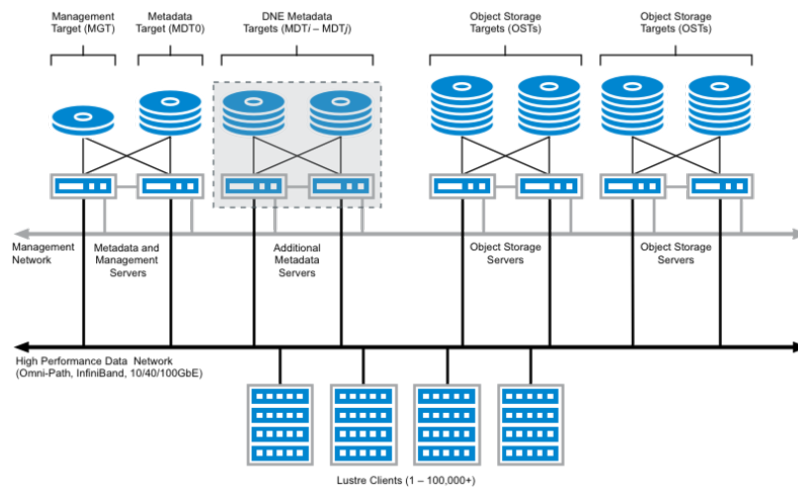 Management
Target (MGT)
Metadata
Target (MDT0)
DNE Metadata
Targets (MDTi – MDTj)
Object Storage
Targets (OSTs)
Object Storage
Targets (OSTs)
Management
Network
Metadata and
Management
Servers
Additional
Metadata
Servers
Object Storage
Servers
Object Storage
Servers
High Performance Data Network
(Omni-Path, InfiniBand, 10/40/100GbE)
Lustre Clients (1 – 100,000+)